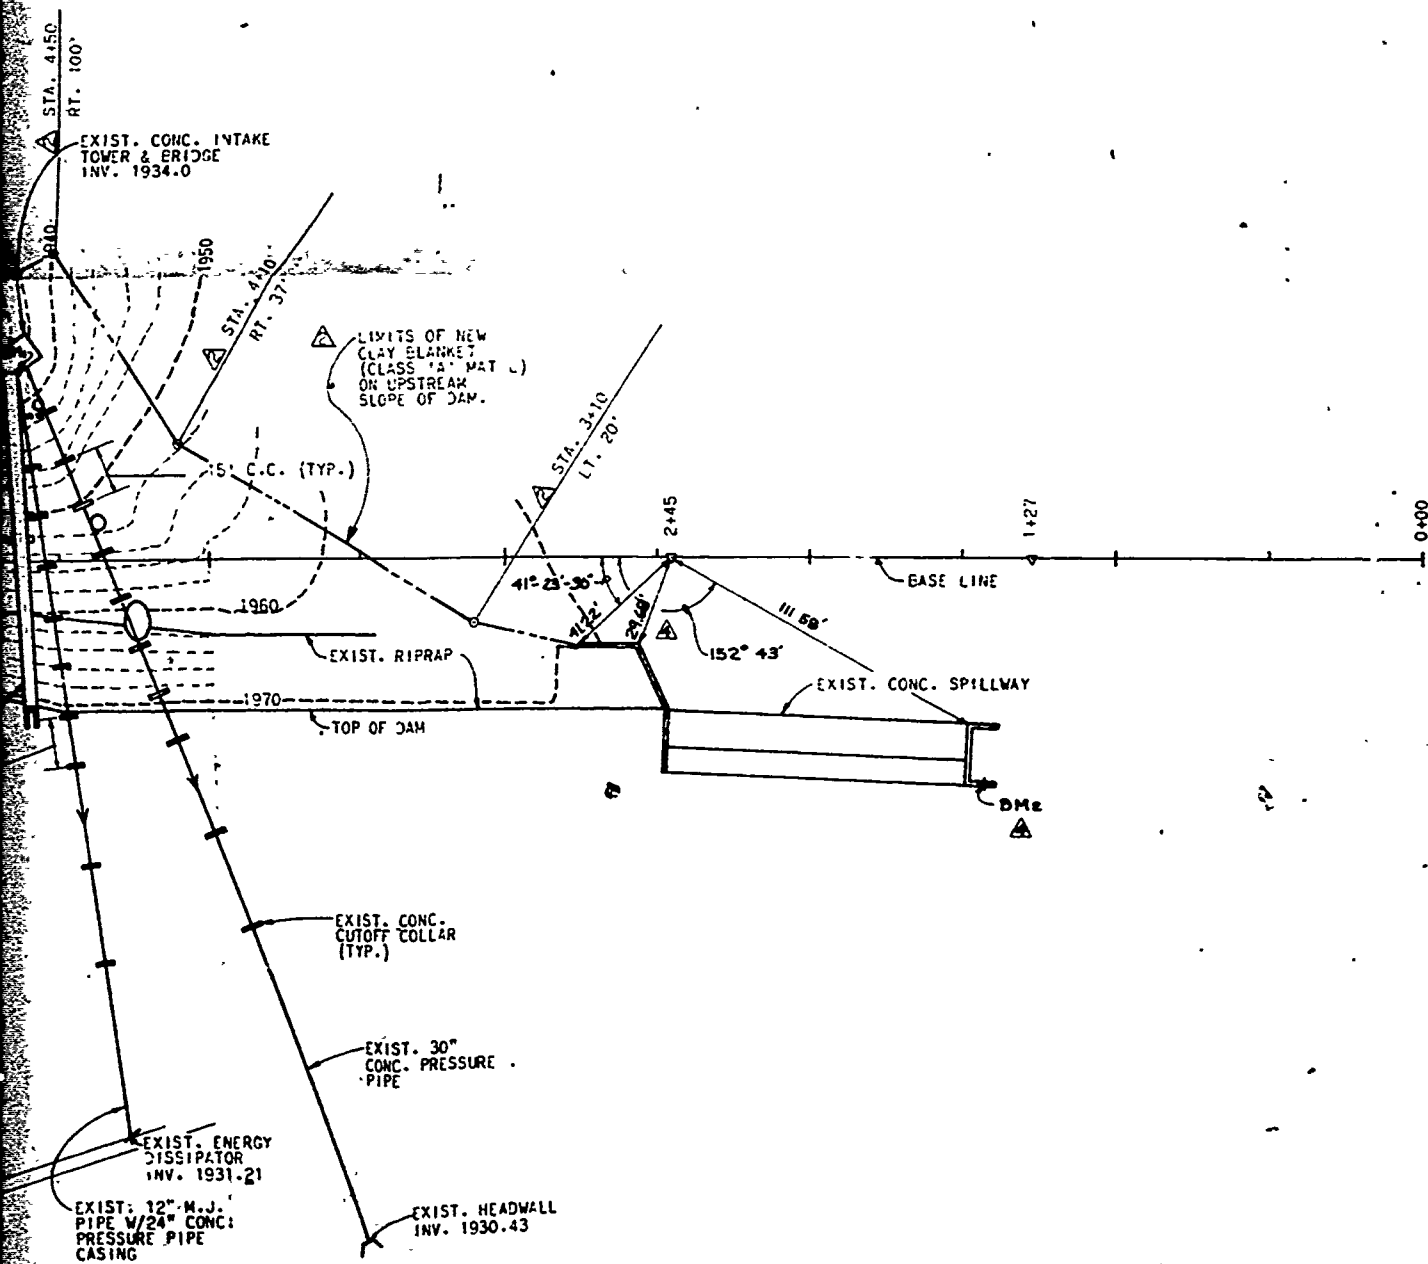 STA. 4+50
RT. 100'
EXIST. CONC. INTAKE
TOWER & BRIDGE
INV. 1934.0
1950
STA. 4+10
RT. 37'
LIMITS OF NEW
CLAY BLANKET
(CLASS "A" MAT L)
ON UPSTREAM
SLOPE OF DAM.
STA. 3+10
LT. 20'
15' C.C. (TYP.)
2+45
1+27
0+00
BASE LINE
41°-23'-30"
41.22'
29.68'
111.58'
152° 43'
1960
EXIST. RIPRAP
EXIST. CONC. SPILLWAY
1970
TOP OF DAM
BM2
EXIST. CONC.
CUTOFF COLLAR
(TYP.)
EXIST. 30"
CONC. PRESSURE
PIPE
EXIST. ENERGY
DISSIPATOR
INV. 1931.21
EXIST. 12" M.J.
PIPE W/24" CONC.
PRESSURE PIPE
CASING
EXIST. HEADWALL
INV. 1930.43